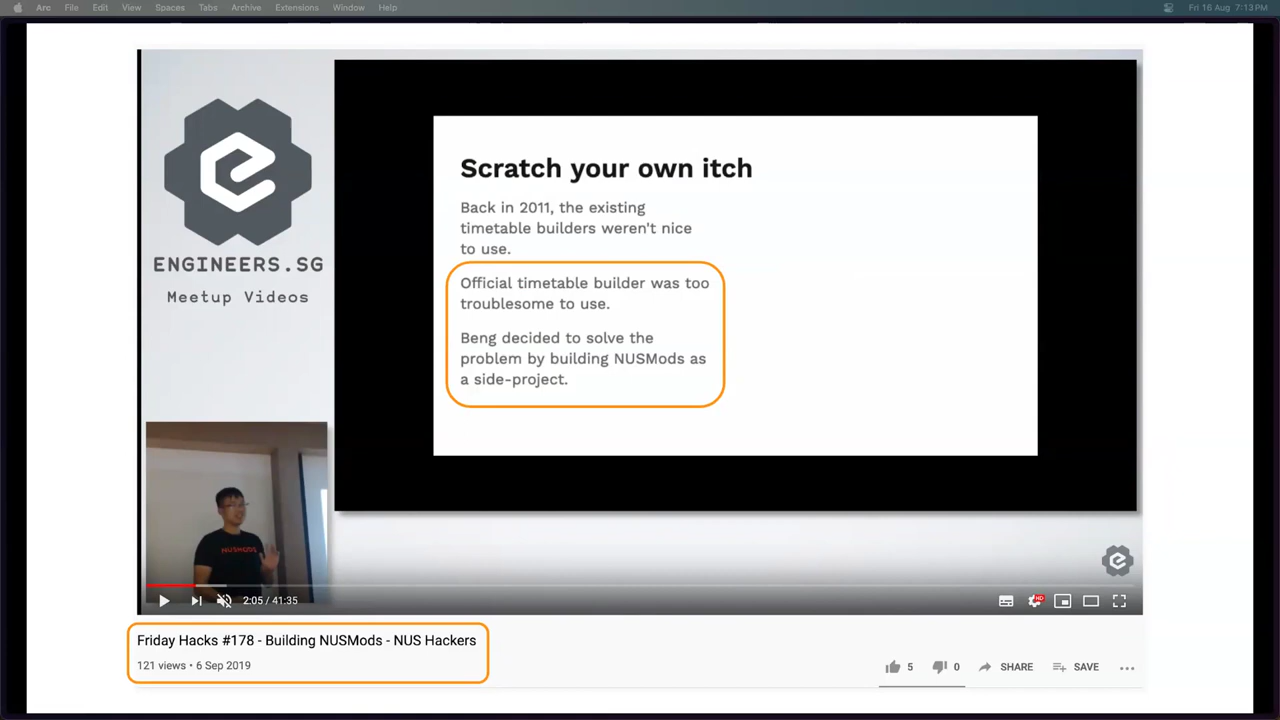 Arc File Edit View Spaces Tabs Archive Extensions Window Help Fri 16 Aug 7:13 PM
ENGINEERS.SG
Meetup Videos
Scratch your own itch
Back in 2011, the existing
timetable builders weren't nice
to use.
Official timetable builder was too
troublesome to use.
Beng decided to solve the
problem by building NUSMods as
a side-project.
NUSMODS
2:05 / 41:35 HD
Friday Hacks #178 - Building NUSMods - NUS Hackers
121 views • 6 Sep 2019
5 0 SHARE SAVE